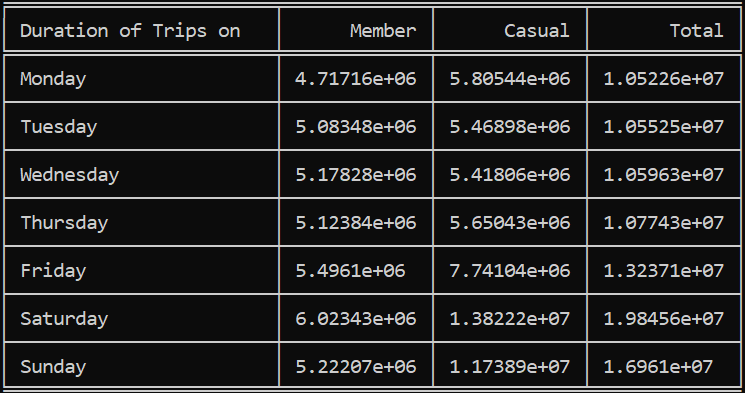 Duration of Trips on Member Casual Total
Monday 4.71716e+06 5.80544e+06 1.05226e+07
Tuesday 5.08348e+06 5.46898e+06 1.05525e+07
Wednesday 5.17828e+06 5.41806e+06 1.05963e+07
Thursday 5.12384e+06 5.65043e+06 1.07743e+07
Friday 5.4961e+06 7.74104e+06 1.32371e+07
Saturday 6.02343e+06 1.38222e+07 1.98456e+07
Sunday 5.22207e+06 1.17389e+07 1.6961e+07